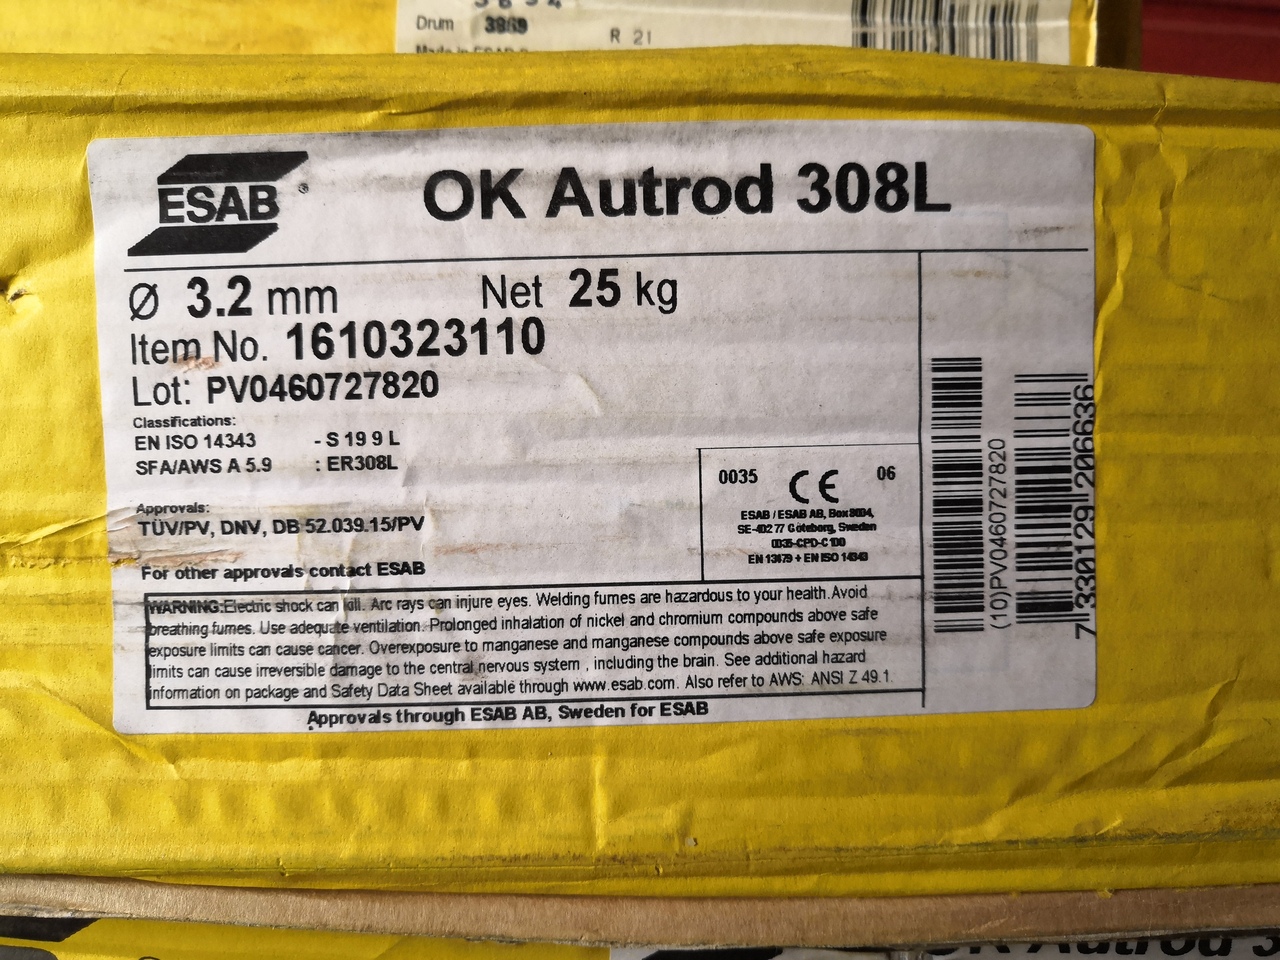 Drum 3869
R 21
ESAB®
OK Autrod 308L
Ø 3.2 mm Net 25 kg
Item No. 1610323110
Lot: PV0460727820
Classifications:
EN ISO 14343 - S 19 9 L
SFA/AWS A 5.9 : ER308L
Approvals:
TÜV/PV, DNV, DB 52.039.15/PV
For other approvals contact ESAB
0035 CE 06
ESAB / ESAB AB, Box 8004,
SE-402 77 Göteborg, Sweden
0035-CPD-C100
EN 13479 + EN ISO 14343
WARNING:Electric shock can kill. Arc rays can injure eyes. Welding fumes are hazardous to your health.Avoid
breathing fumes. Use adequate ventilation. Prolonged inhalation of nickel and chromium compounds above safe
exposure limits can cause cancer. Overexposure to manganese and manganese compounds above safe exposure
limits can cause irreversible damage to the central nervous system , including the brain. See additional hazard
information on package and Safety Data Sheet available through www.esab.com. Also refer to AWS: ANSI Z 49.1.
Approvals through ESAB AB, Sweden for ESAB
(10)PV0460727820
7 330129 206636
OK Autrod